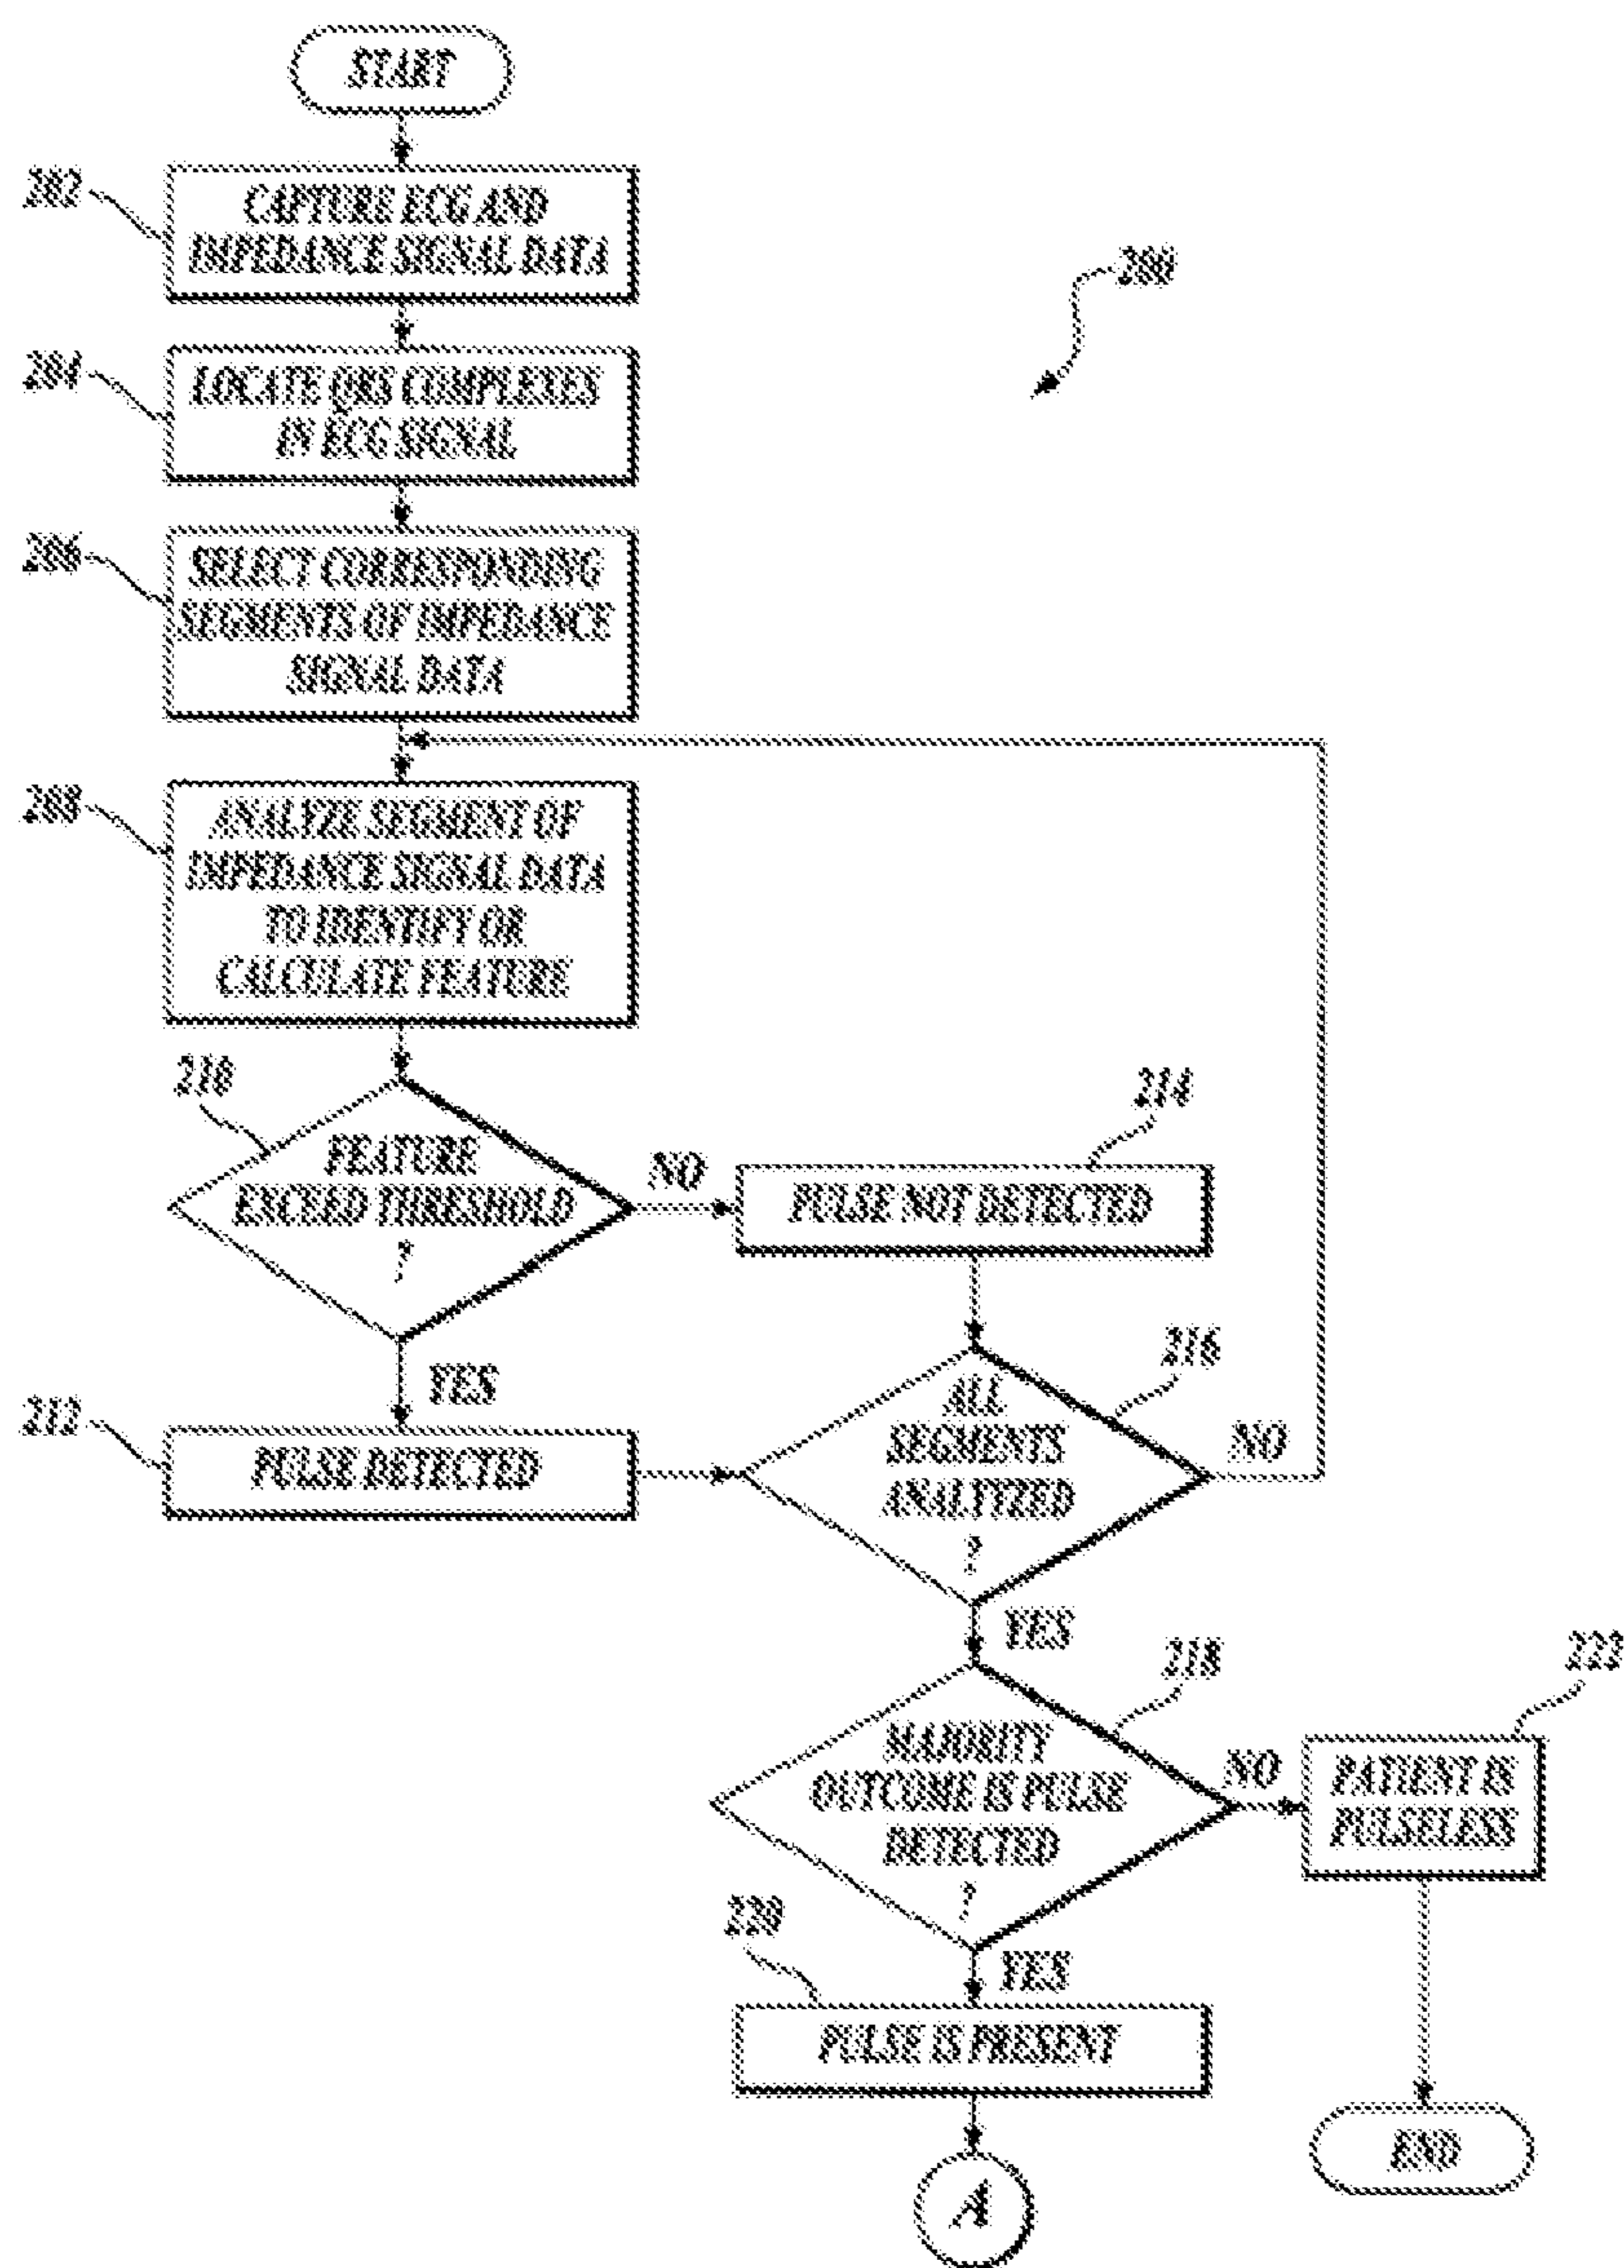 START
202
CAPTURE ECG AND
IMPEDANCE SIGNAL DATA
200
204
LOCATE QRS COMPLEXES
IN ECG SIGNAL
206
SELECT CORRESPONDING
SEGMENTS OF IMPEDANCE
SIGNAL DATA
208
ANALYZE SEGMENT OF
IMPEDANCE SIGNAL DATA
TO IDENTIFY OR
CALCULATE FEATURE
210
FEATURE
EXCEED THRESHOLD
?
NO
214
PULSE NOT DETECTED
YES
212
PULSE DETECTED
216
ALL
SEGMENTS
ANALYZED
?
NO
YES
218
MAJORITY
OUTCOME IS PULSE
DETECTED
?
NO
222
PATIENT IS
PULSELESS
YES
220
PULSE IS PRESENT
END
A